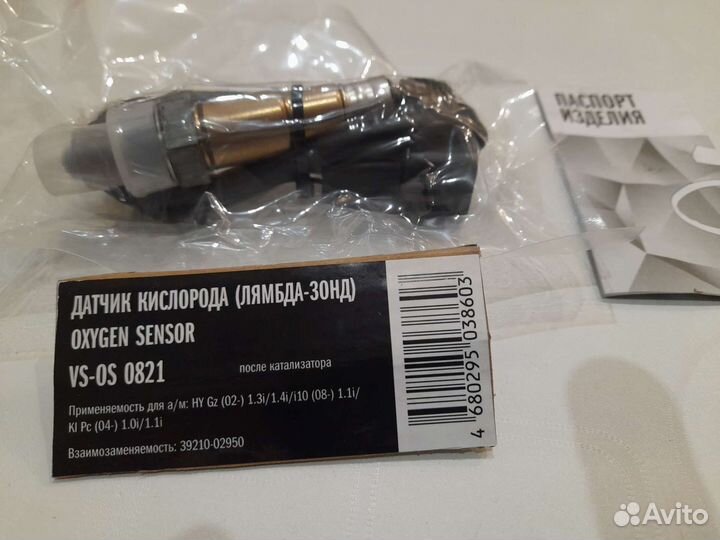 ПАСПОРТ
ИЗДЕЛИЯ
ДАТЧИК КИСЛОРОДА (ЛЯМБДА-ЗОНД)
OXYGEN SENSOR
VS-OS 0821 после катализатора
Применяемость для а/м: HY Gz (02-) 1.3i/1.4i/i10 (08-) 1.1i/
KI Pc (04-) 1.0i/1.1i
Взаимозаменяемость: 39210-02950
4 680295 038603
Avito